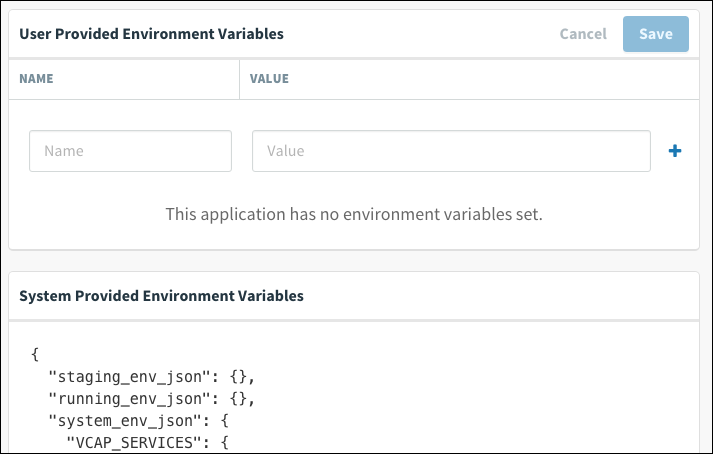 User Provided Environment Variables Cancel Save
NAME VALUE
Name Value +
This application has no environment variables set.
System Provided Environment Variables
{
  "staging_env_json": {},
  "running_env_json": {},
  "system_env_json": {
    "VCAP_SERVICES": {